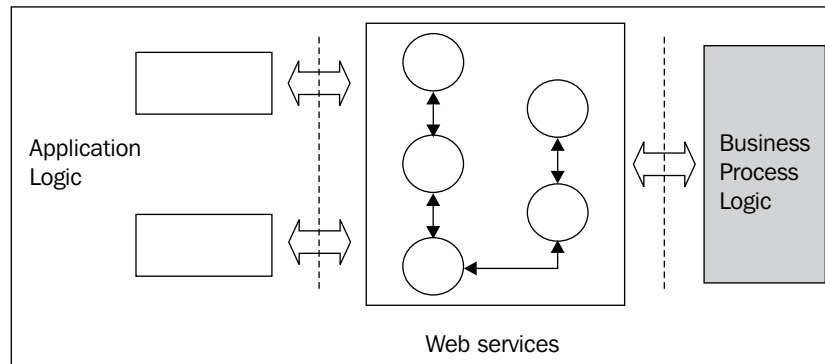 Application
Logic
Business
Process
Logic
Web services